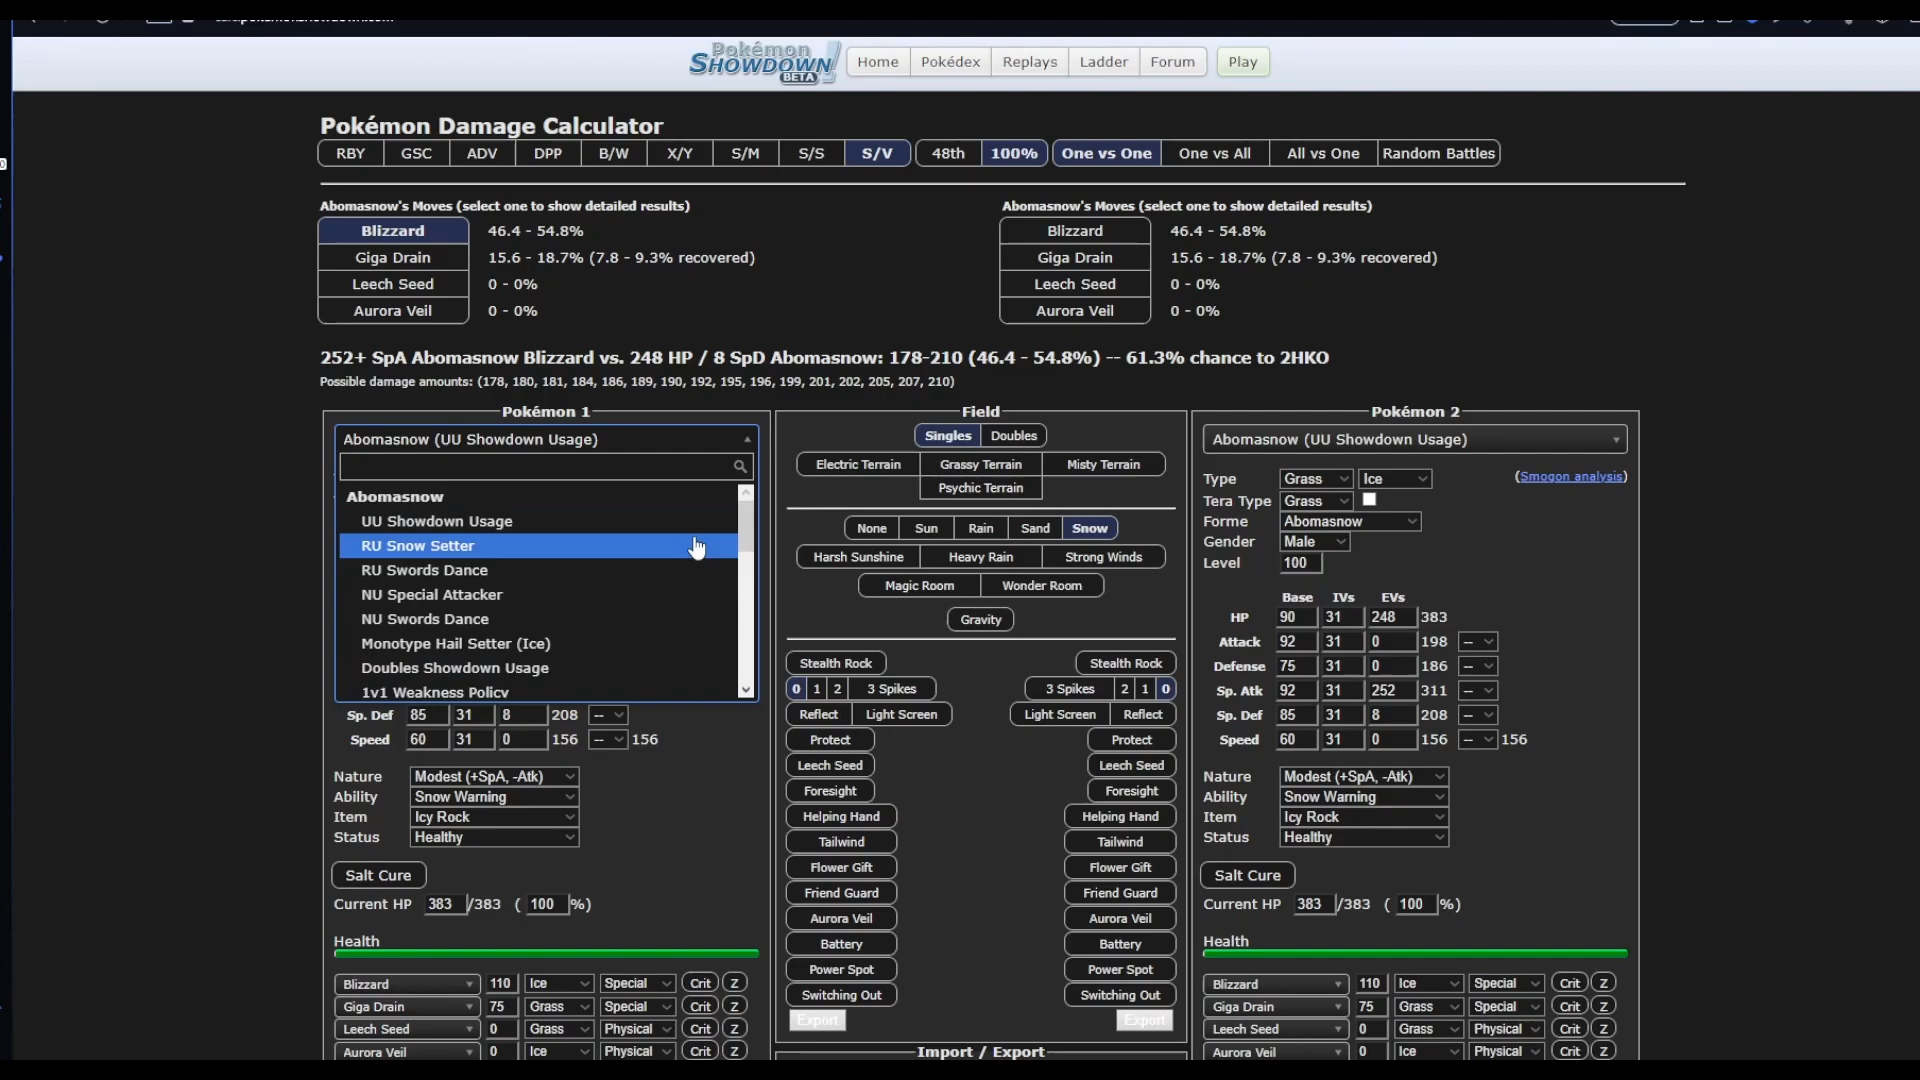 Pokémon
SHOWDOWN!
BETA
Home Pokédex Replays Ladder Forum Play
Pokémon Damage Calculator
RBY GSC ADV DPP B/W X/Y S/M S/S S/V 48th 100% One vs One One vs All All vs One Random Battles
Abomasnow's Moves (select one to show detailed results)
Blizzard 46.4 - 54.8%
Giga Drain 15.6 - 18.7% (7.8 - 9.3% recovered)
Leech Seed 0 - 0%
Aurora Veil 0 - 0%
Abomasnow's Moves (select one to show detailed results)
Blizzard 46.4 - 54.8%
Giga Drain 15.6 - 18.7% (7.8 - 9.3% recovered)
Leech Seed 0 - 0%
Aurora Veil 0 - 0%
252+ SpA Abomasnow Blizzard vs. 248 HP / 8 SpD Abomasnow: 178-210 (46.4 - 54.8%) -- 61.3% chance to 2HKO
Possible damage amounts: (178, 180, 181, 184, 186, 189, 190, 192, 195, 196, 199, 201, 202, 205, 207, 210)
Pokémon 1
Abomasnow (UU Showdown Usage)
Abomasnow
UU Showdown Usage
RU Snow Setter
RU Swords Dance
NU Special Attacker
NU Swords Dance
Monotype Hail Setter (Ice)
Doubles Showdown Usage
1v1 Weakness Policy
Sp. Def 85 31 8 208 --
Speed 60 31 0 156 -- 156
Nature Modest (+SpA, -Atk)
Ability Snow Warning
Item Icy Rock
Status Healthy
Salt Cure
Current HP 383 /383 ( 100 %)
Health
Blizzard 110 Ice Special Crit Z
Giga Drain 75 Grass Special Crit Z
Leech Seed 0 Grass Physical Crit Z
Aurora Veil 0 Ice Physical Crit Z
Field
Singles Doubles
Electric Terrain Grassy Terrain Misty Terrain
Psychic Terrain
None Sun Rain Sand Snow
Harsh Sunshine Heavy Rain Strong Winds
Magic Room Wonder Room
Gravity
Stealth Rock Stealth Rock
0 1 2 3 Spikes 3 Spikes 2 1 0
Reflect Light Screen Light Screen Reflect
Protect Protect
Leech Seed Leech Seed
Foresight Foresight
Helping Hand Helping Hand
Tailwind Tailwind
Flower Gift Flower Gift
Friend Guard Friend Guard
Aurora Veil Aurora Veil
Battery Battery
Power Spot Power Spot
Switching Out Switching Out
Export Export
Import / Export
Pokémon 2
Abomasnow (UU Showdown Usage)
Type Grass Ice (Smogon analysis)
Tera Type Grass
Forme Abomasnow
Gender Male
Level 100
Base IVs EVs
HP 90 31 248 383
Attack 92 31 0 198 --
Defense 75 31 0 186 --
Sp. Atk 92 31 252 311 --
Sp. Def 85 31 8 208 --
Speed 60 31 0 156 -- 156
Nature Modest (+SpA, -Atk)
Ability Snow Warning
Item Icy Rock
Status Healthy
Salt Cure
Current HP 383 /383 ( 100 %)
Health
Blizzard 110 Ice Special Crit Z
Giga Drain 75 Grass Special Crit Z
Leech Seed 0 Grass Physical Crit Z
Aurora Veil 0 Ice Physical Crit Z